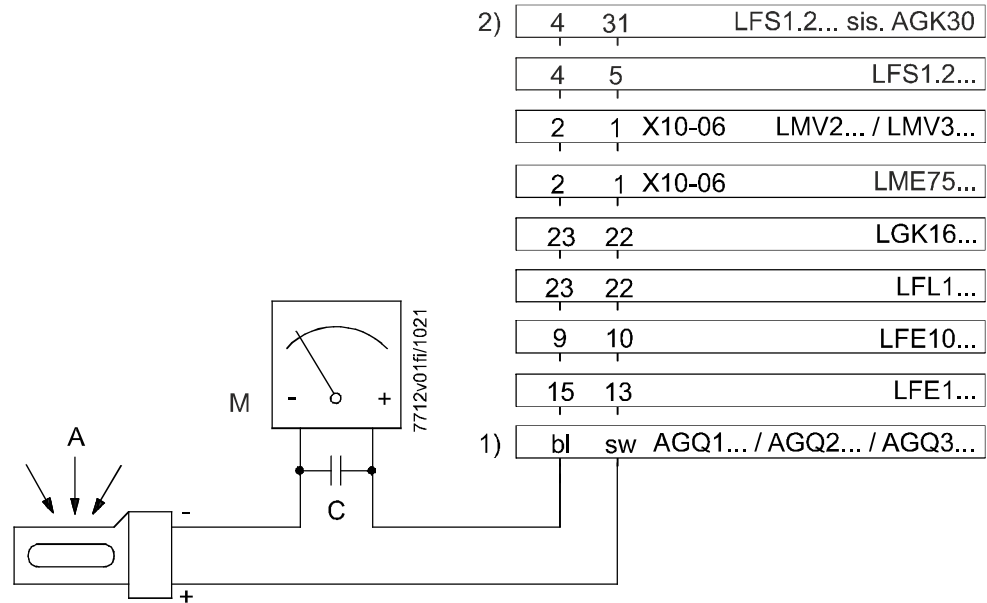 2) 4 31 LFS1.2... sis. AGK30
4 5 LFS1.2...
2 1 X10-06 LMV2... / LMV3...
2 1 X10-06 LME75...
23 22 LGK16...
23 22 LFL1...
9 10 LFE10...
15 13 LFE1...
1) bl sw AGQ1... / AGQ2... / AGQ3...
7712v01fi/1021
M - +
A
C
-
+